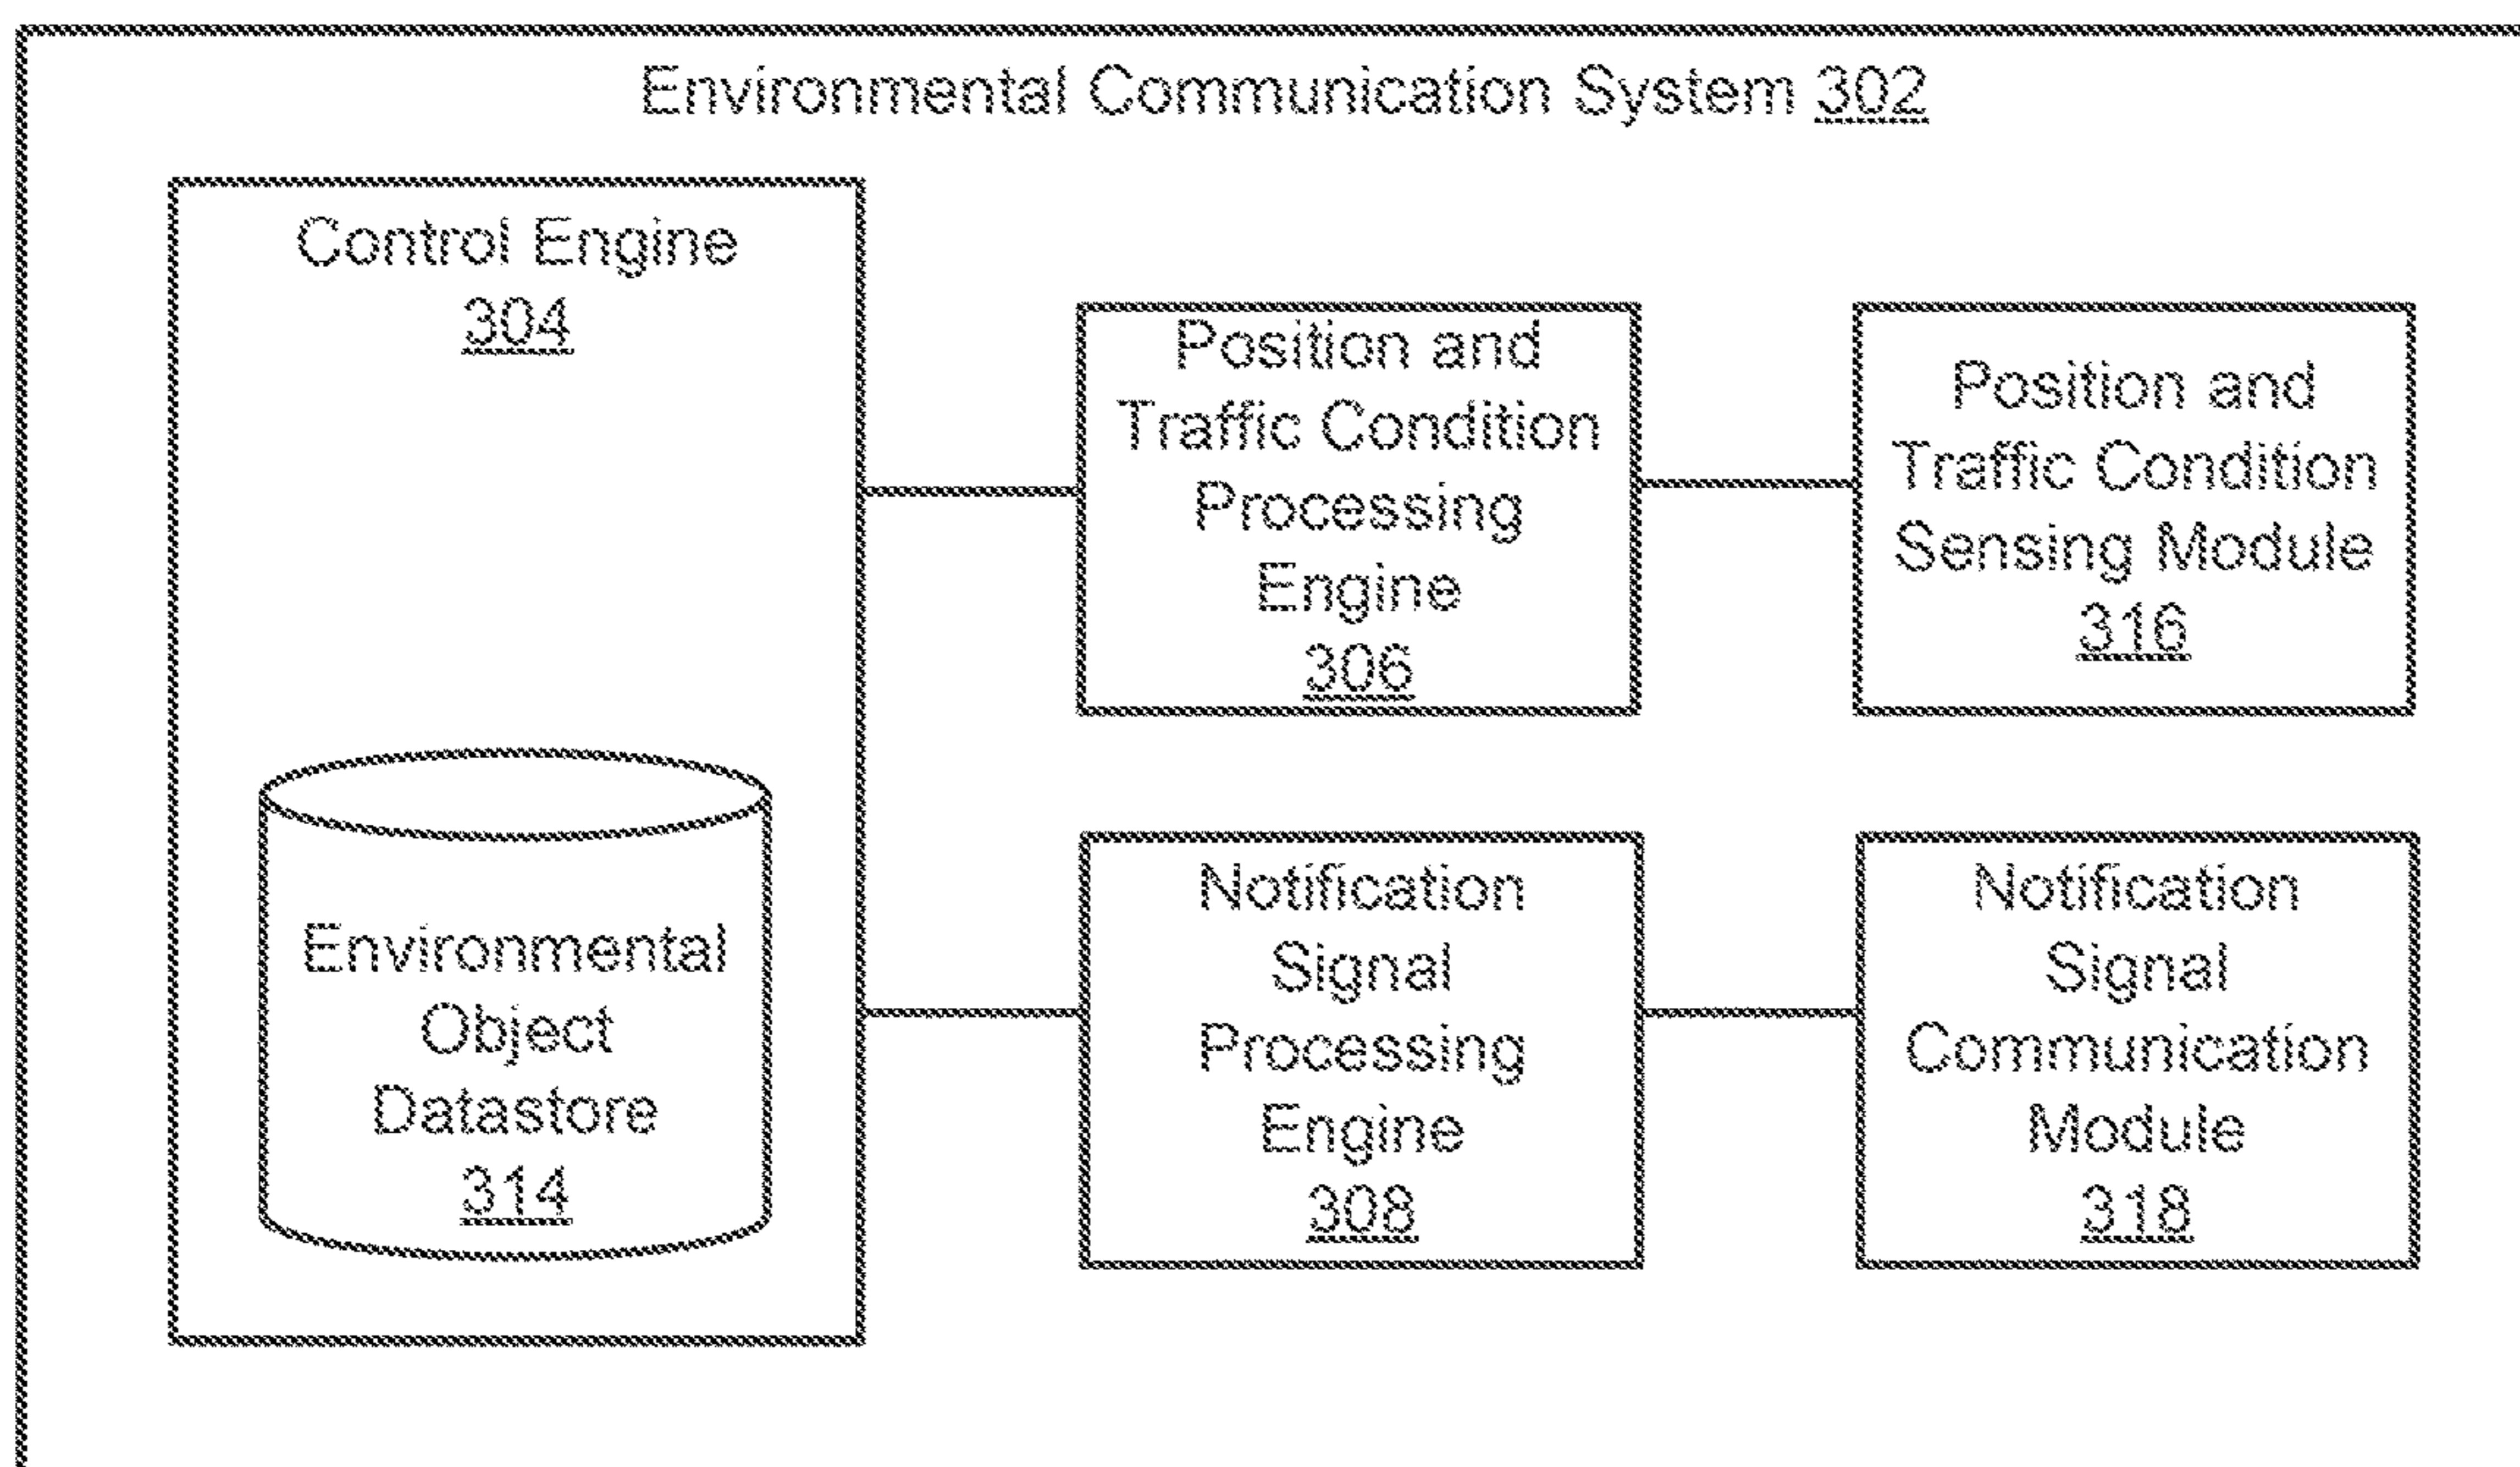 Environmental Communication System 302
Control Engine
304
Environmental
Object
Datastore
314
Position and
Traffic Condition
Processing
Engine
306
Position and
Traffic Condition
Sensing Module
316
Notification
Signal
Processing
Engine
308
Notification
Signal
Communication
Module
318